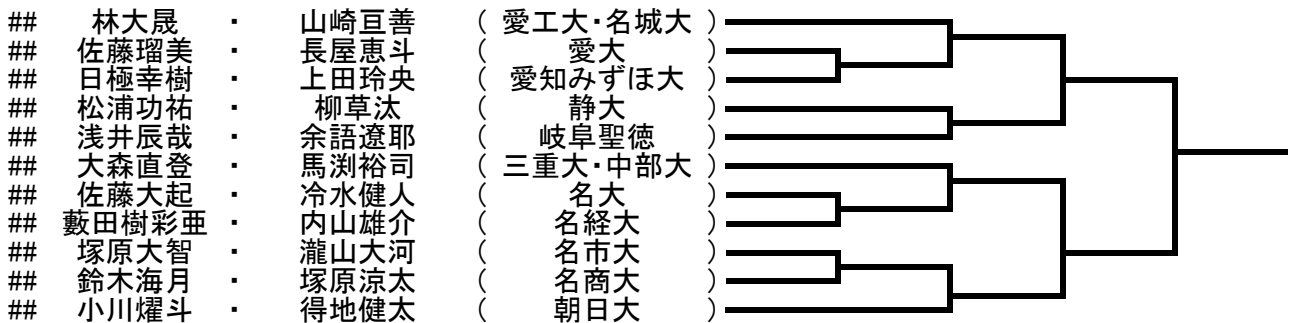 ## 林大晟 ・ 山崎亘善 ( 愛工大・名城大 )
## 佐藤瑠美 ・ 長屋恵斗 ( 愛大 )
## 日極幸樹 ・ 上田玲央 ( 愛知みずほ大 )
## 松浦功祐 ・ 柳草汰 ( 静大 )
## 浅井辰哉 ・ 余語遼耶 ( 岐阜聖徳 )
## 大森直登 ・ 馬渕裕司 ( 三重大・中部大 )
## 佐藤大起 ・ 冷水健人 ( 名大 )
## 藪田樹彩亜 ・ 内山雄介 ( 名経大 )
## 塚原大智 ・ 瀧山大河 ( 名市大 )
## 鈴木海月 ・ 塚原涼太 ( 名商大 )
## 小川燿斗 ・ 得地健太 ( 朝日大 )